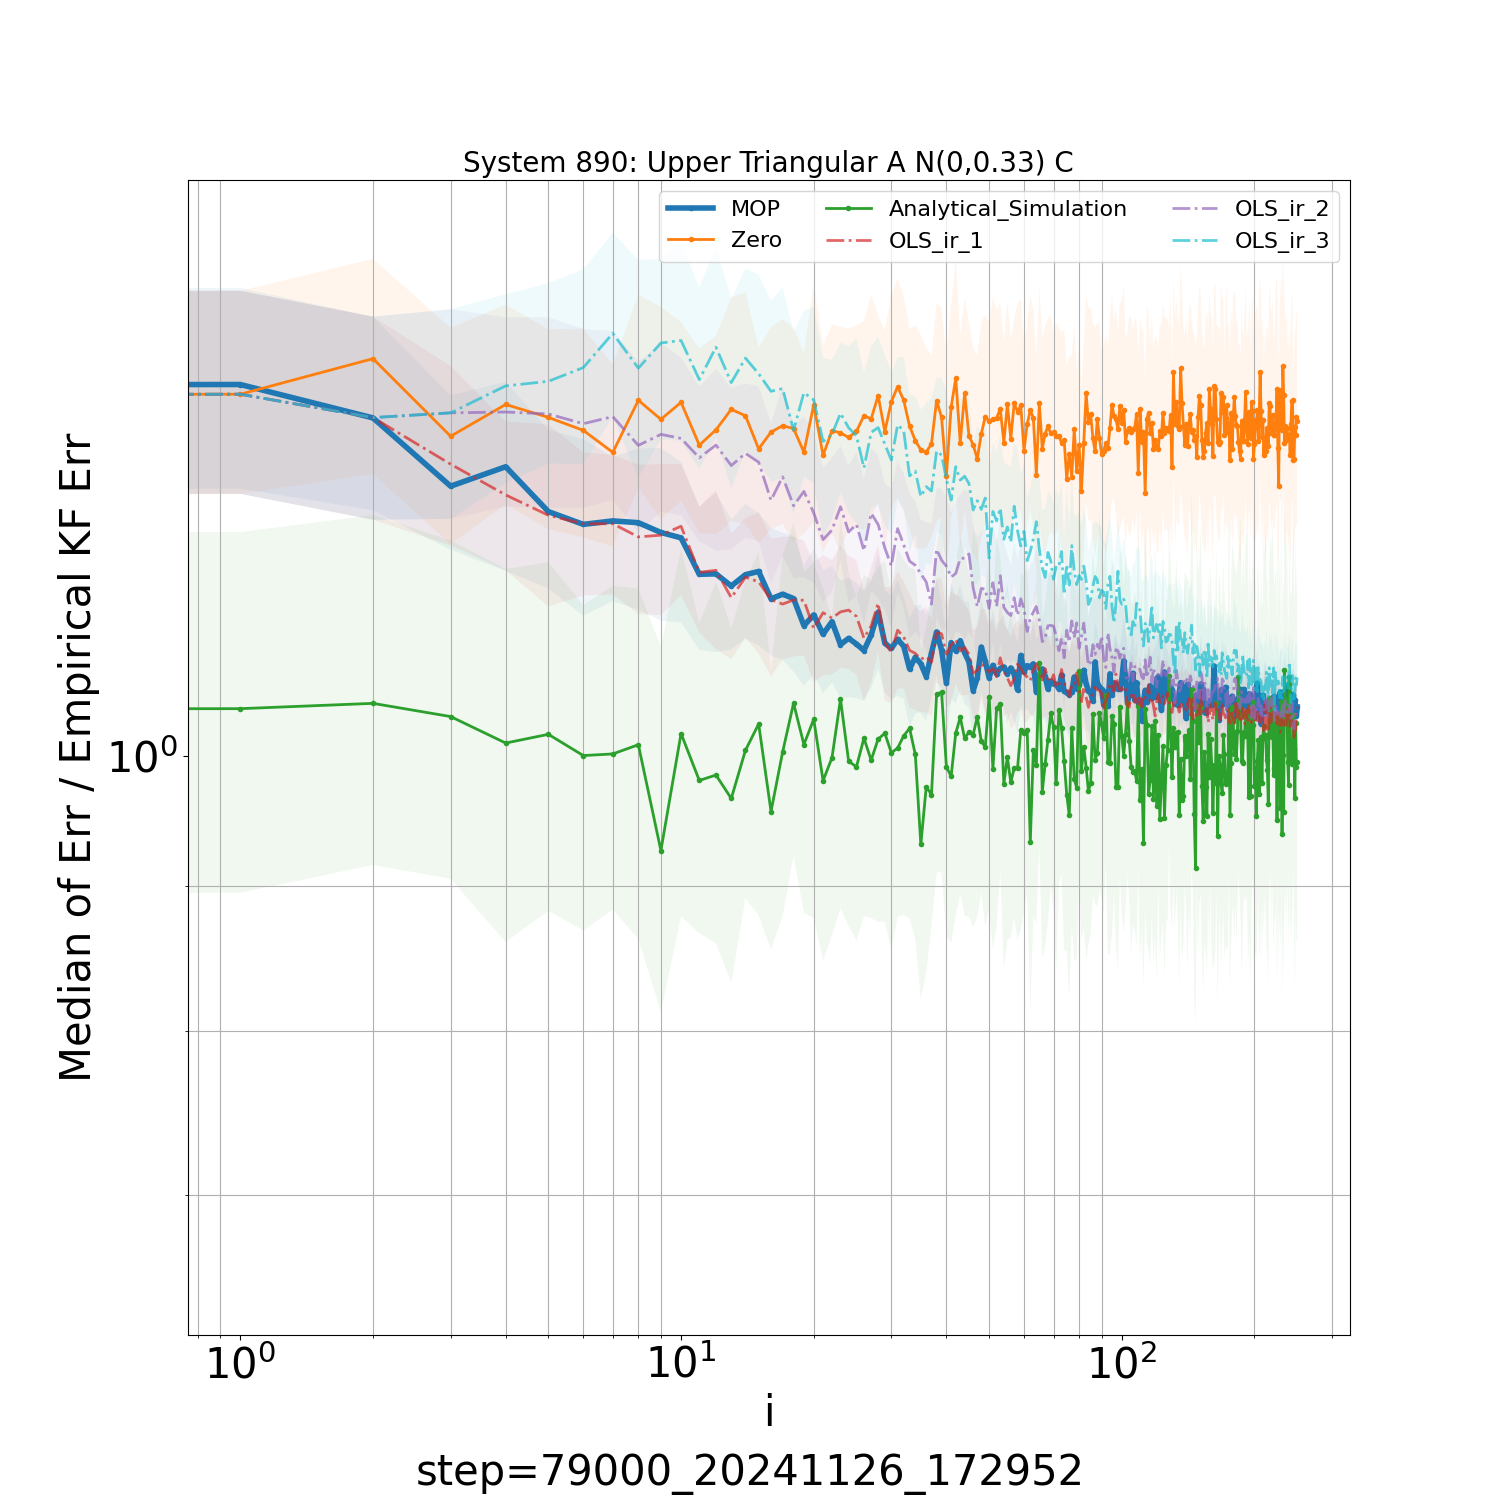 System 890: Upper Triangular A N(0,0.33) C
MOP
Zero
Analytical_Simulation
OLS_ir_1
OLS_ir_2
OLS_ir_3
Median of Err / Empirical KF Err
10⁰
10⁰ 10¹ 10²
i
step=79000_20241126_172952